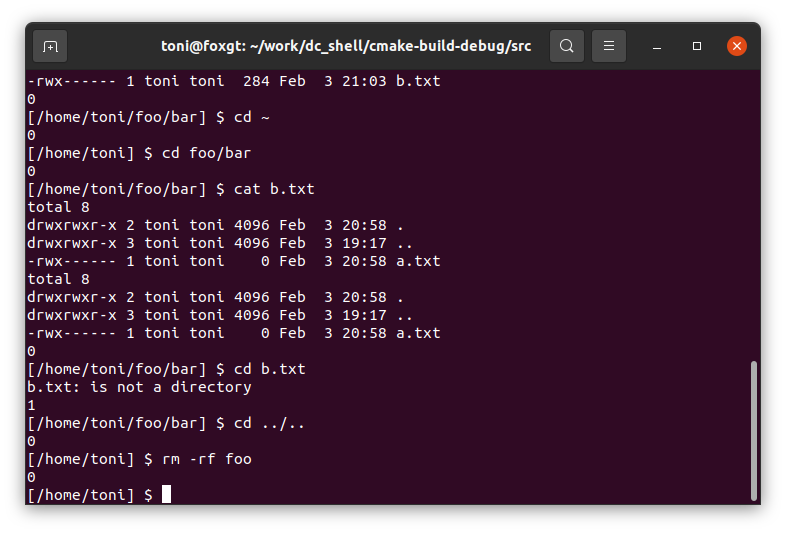 toni@foxgt: ~/work/dc_shell/cmake-build-debug/src
-rwx------ 1 toni toni  284 Feb  3 21:03 b.txt
0
[/home/toni/foo/bar] $ cd ~
0
[/home/toni] $ cd foo/bar
0
[/home/toni/foo/bar] $ cat b.txt
total 8
drwxrwxr-x 2 toni toni 4096 Feb  3 20:58 .
drwxrwxr-x 3 toni toni 4096 Feb  3 19:17 ..
-rwx------ 1 toni toni    0 Feb  3 20:58 a.txt
total 8
drwxrwxr-x 2 toni toni 4096 Feb  3 20:58 .
drwxrwxr-x 3 toni toni 4096 Feb  3 19:17 ..
-rwx------ 1 toni toni    0 Feb  3 20:58 a.txt
0
[/home/toni/foo/bar] $ cd b.txt
b.txt: is not a directory
1
[/home/toni/foo/bar] $ cd ../..
0
[/home/toni] $ rm -rf foo
0
[/home/toni] $